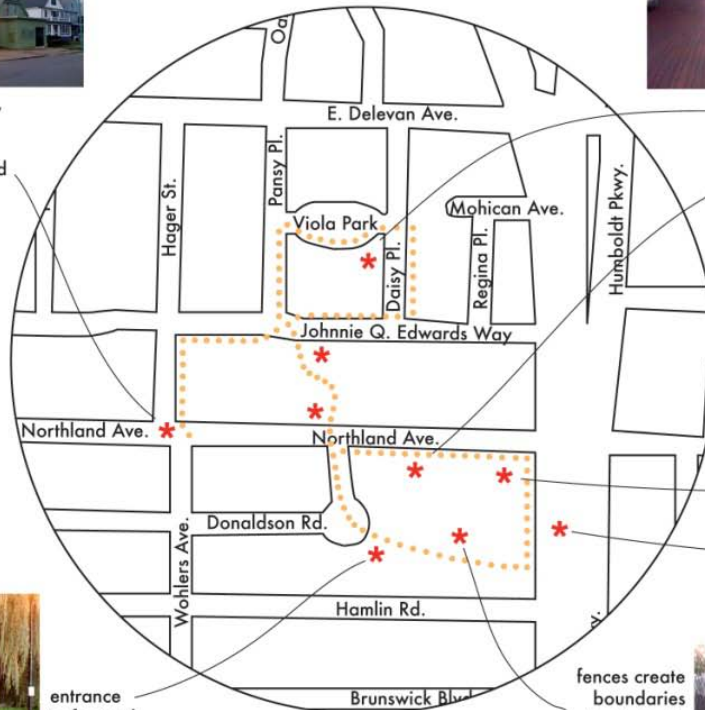 Oa
E. Delevan Ave.
Pansy Pl.
Hager St.
Viola Park
Mohican Ave.
Daisy Pl.
Regina Pl.
Humboldt Pkwy.
Johnnie Q. Edwards Way
Northland Ave.
Northland Ave.
Donaldson Rd.
Wohlers Ave.
Hamlin Rd.
y.
Brunswick Blvd
entrance
fences create
boundaries